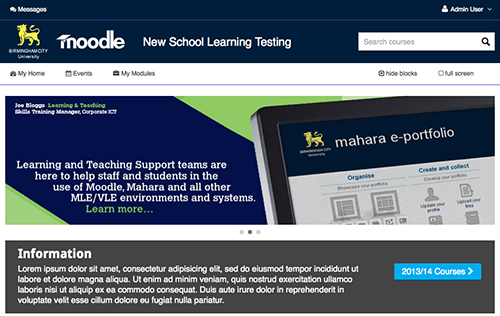 Messages
Admin User
BIRMINGHAM CITY
University
moodle
New School Learning Testing
Search courses
My Home
Events
My Modules
hide blocks
full screen
Joe Bloggs Learning & Teaching
Skills Training Manager, Corporate ICT
Learning and Teaching Support teams are
here to help staff and students in the
use of Moodle, Mahara and all other
MLE/VLE environments and systems.
Learn more...
BIRMINGHAM CITY
University
mahara e-portfolio
Organise
Showcase your portfolio
Create and collect
Develop your portfolio
Update your
profile
Upload your
files
Information
Lorem ipsum dolor sit amet, consectetur adipisicing elit, sed do eiusmod tempor incididunt ut
labore et dolore magna aliqua. Ut enim ad minim veniam, quis nostrud exercitation ullamco
laboris nisi ut aliquip ex ea commodo consequat. Duis aute irure dolor in reprehenderit in
voluptate velit esse cillum dolore eu fugiat nulla pariatur.
2013/14 Courses